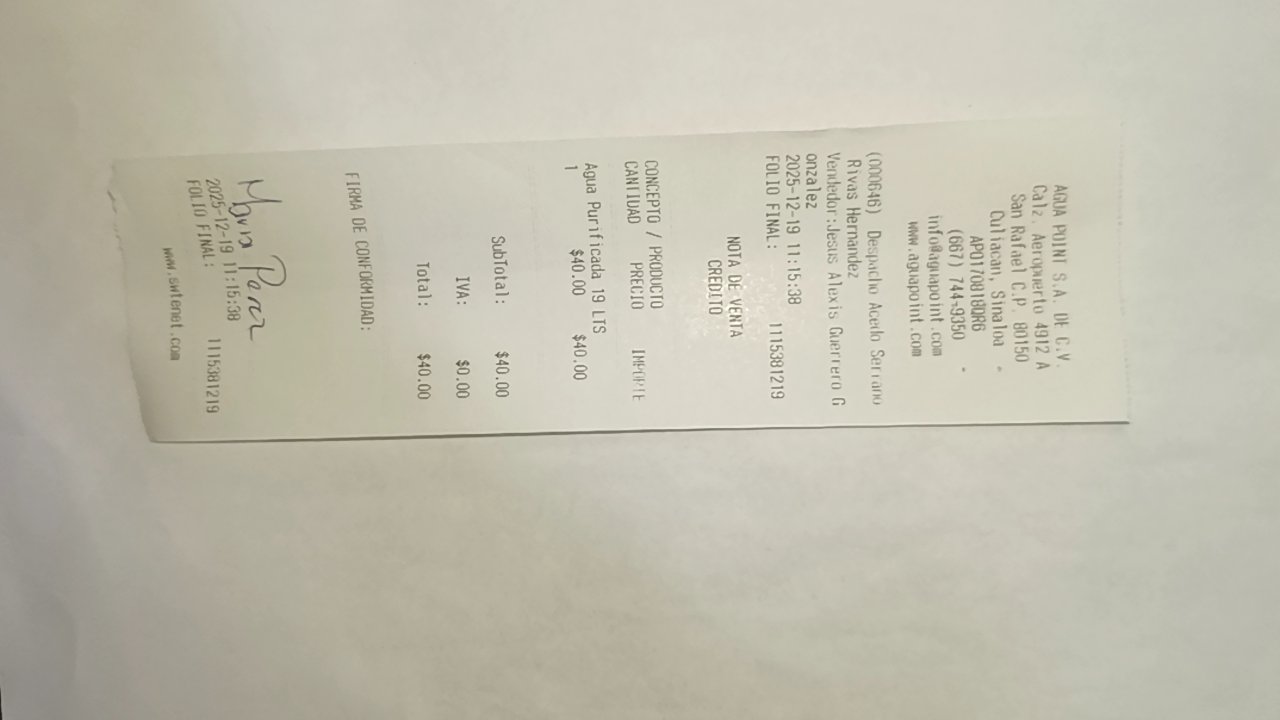 AGUA POINT S.A. DE C.V.
Calz. Aeropuerto 4912 A
San Rafael C.P. 80150
Culiacan, Sinaloa
APO170818QR6
(667) 744-9350
info@aguapoint.com
www.aguapoint.com
(000646) Despacho Acedo Serrano
Rivas Hernandez
Vendedor:Jesus Alexis Guerrero G
onzalez
2025-12-19 11:15:38
FOLIO FINAL: 1115381219
NOTA DE VENTA
CREDITO
CONCEPTO / PRODUCTO
CANTIDAD PRECIO IMPORTE
Agua Purificada 19 LTS
1 $40.00 $40.00
SubTotal: $40.00
IVA: $0.00
Total: $40.00
FIRMA DE CONFORMIDAD:
2025-12-19 11:15:38
FOLIO FINAL: 1115381219
www.swtenet.com